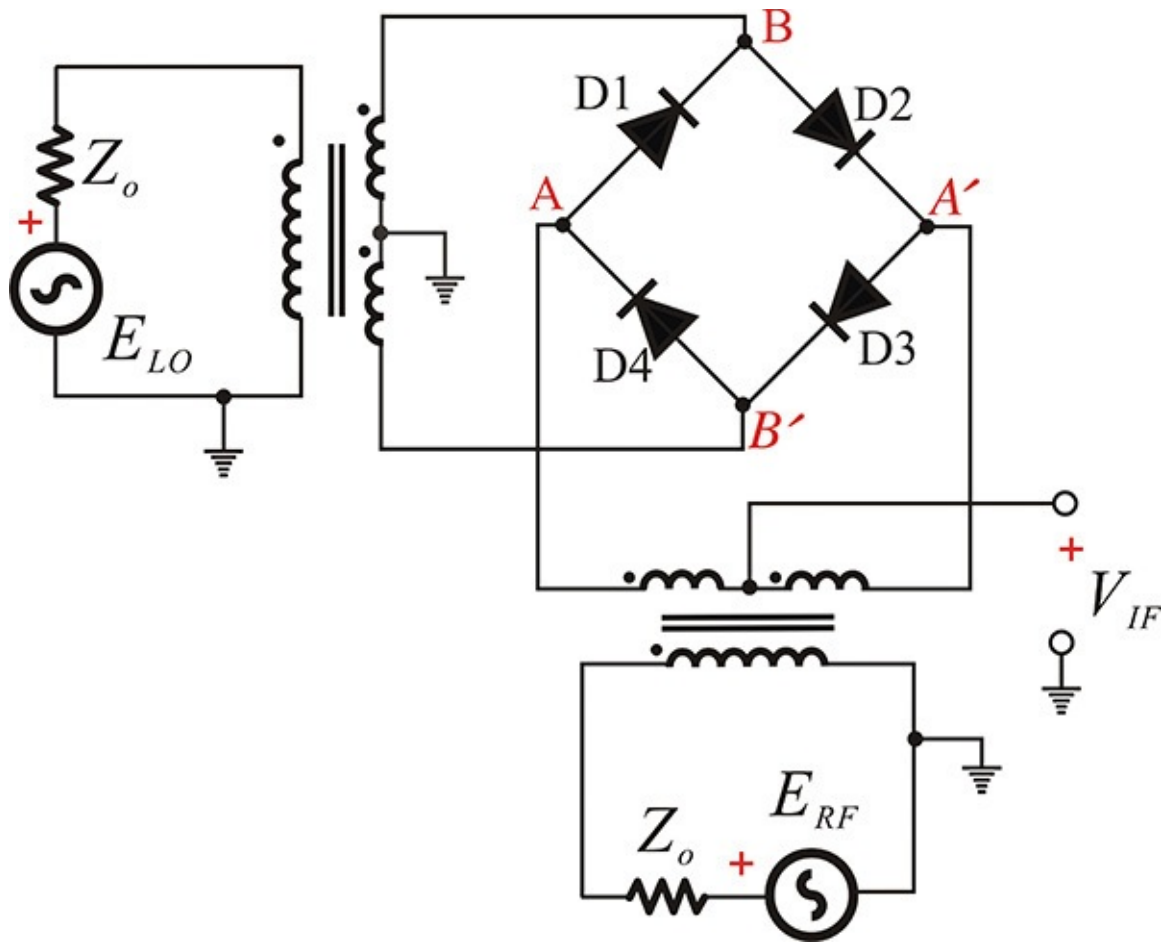 B
D1
D2
Z_o
A
A′
+
E_LO
D4
D3
B′
+
V_IF
E_RF
Z_o
+